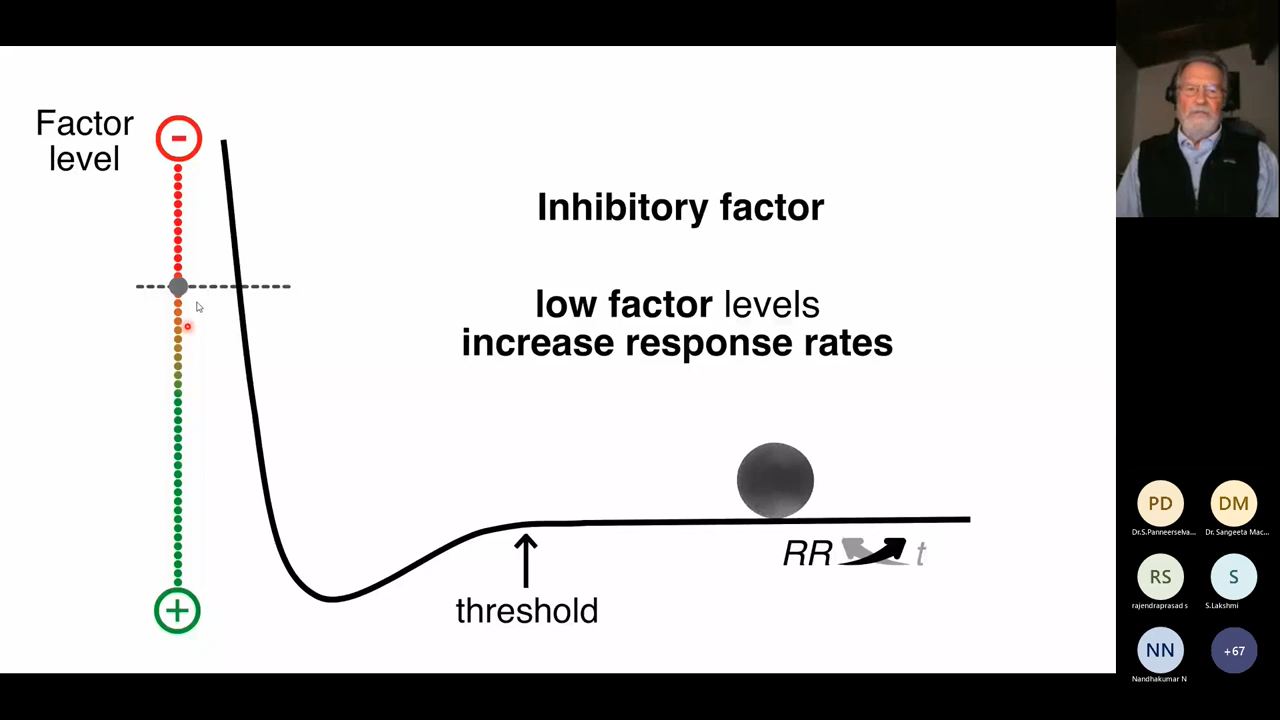 Factor
level
-
Inhibitory factor
low factor levels
increase response rates
RR
t
threshold
+
PD
DM
Dr.S.Panneerselva...
Dr. Sangeeta Mac...
RS
S
rajendraprasad s
S.Lakshmi
NN
+67
Nandhakumar N